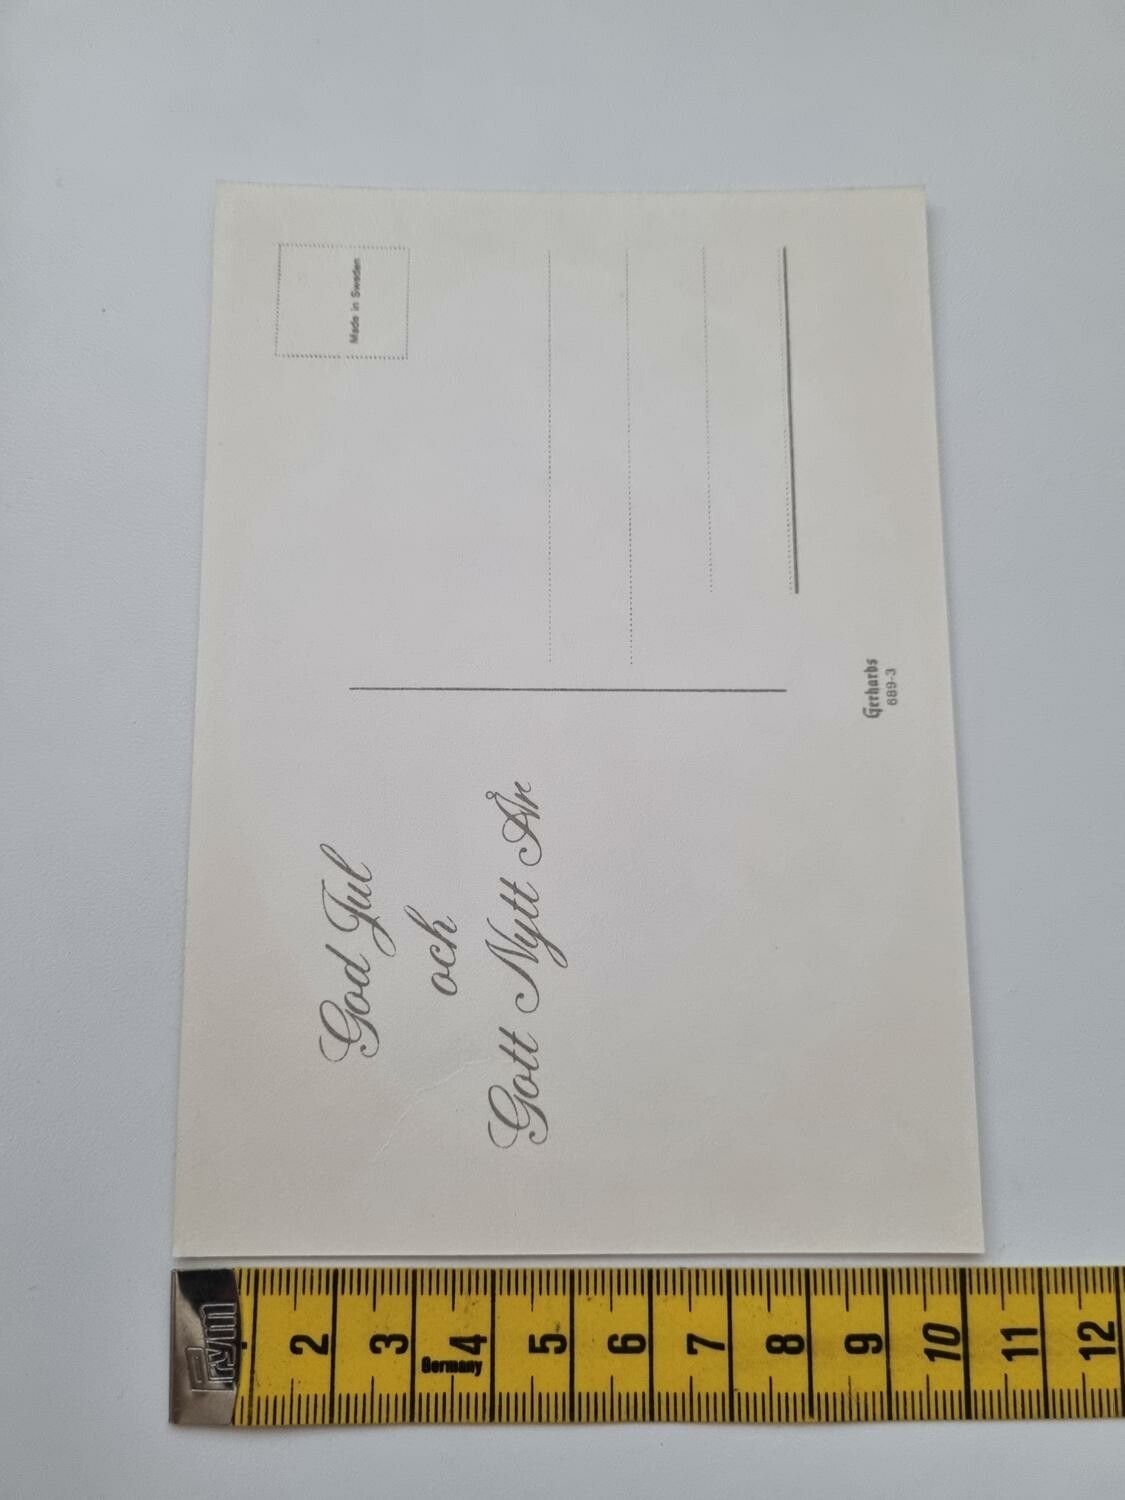 Made in Sweden
God Jul
och
Gott Nytt År
Gerhards
689-3
Prym
2 3 4 5 6 7 8 9 10 11 12
Germany